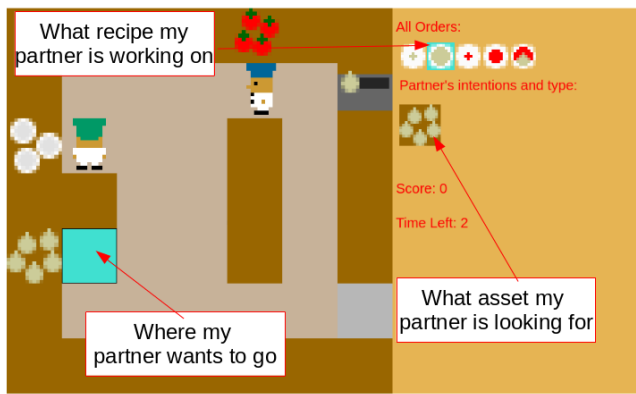 What recipe my
partner is working on
All Orders:
Partner's intentions and type:
Score: 0
Time Left: 2
What asset my
partner is looking for
Where my
partner wants to go